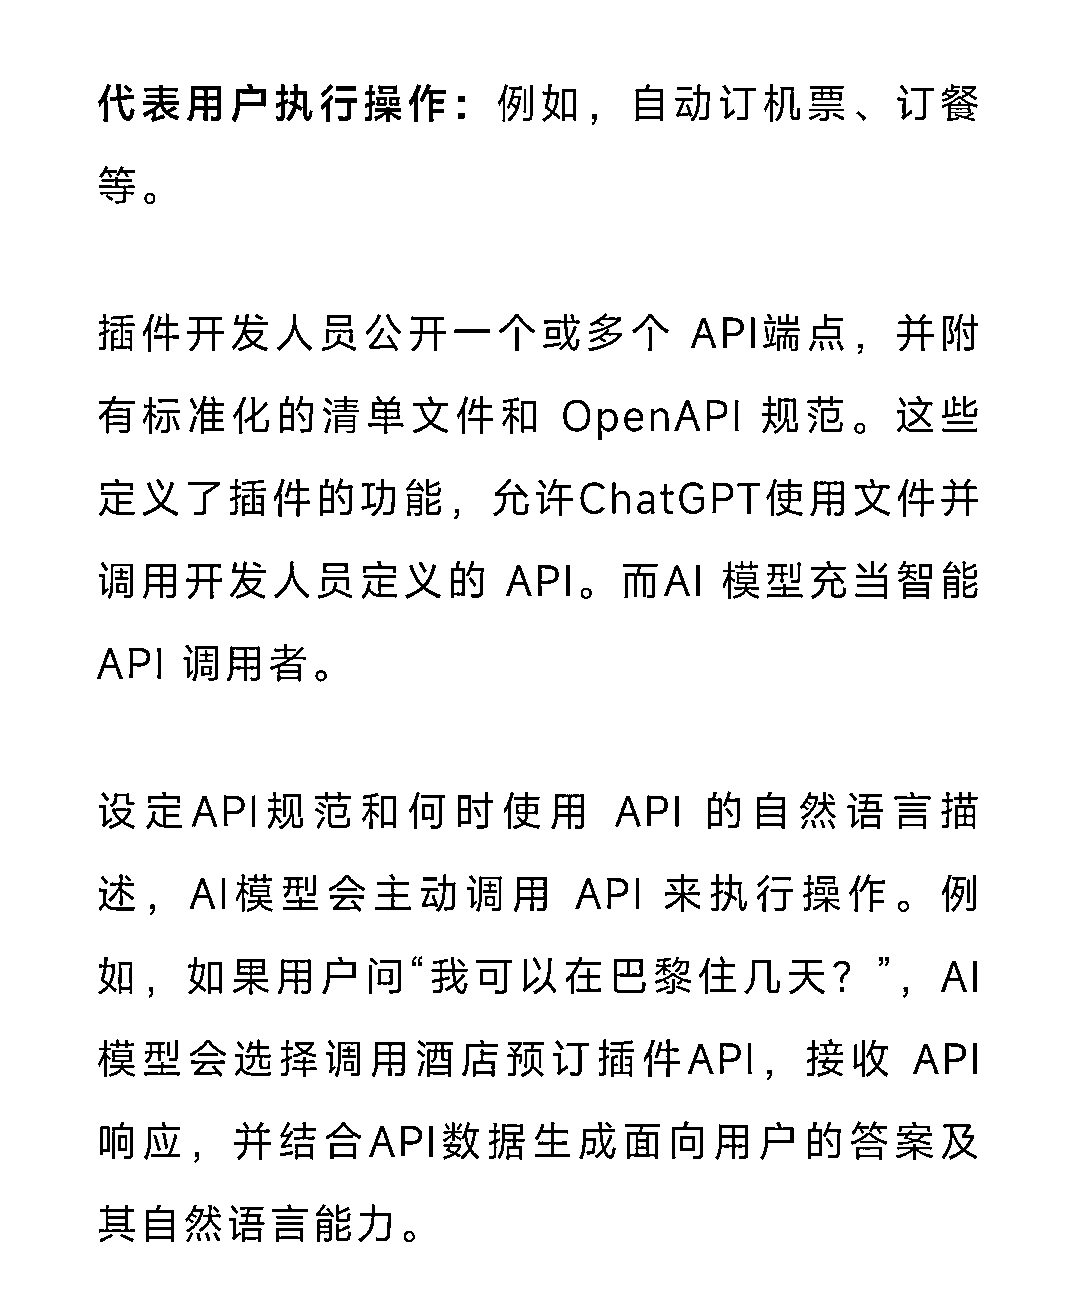 代表用户执行操作：例如，自动订机票、订餐
等。
插件开发人员公开一个或多个 API端点，并附
有标准化的清单文件和 OpenAPI 规范。这些
定义了插件的功能，允许ChatGPT使用文件并
调用开发人员定义的 API。而AI 模型充当智能
API 调用者。
设定API规范和何时使用 API 的自然语言描
述，AI模型会主动调用 API 来执行操作。例
如，如果用户问“我可以在巴黎住几天？”，AI
模型会选择调用酒店预订插件API，接收 API
响应，并结合API数据生成面向用户的答案及
其自然语言能力。